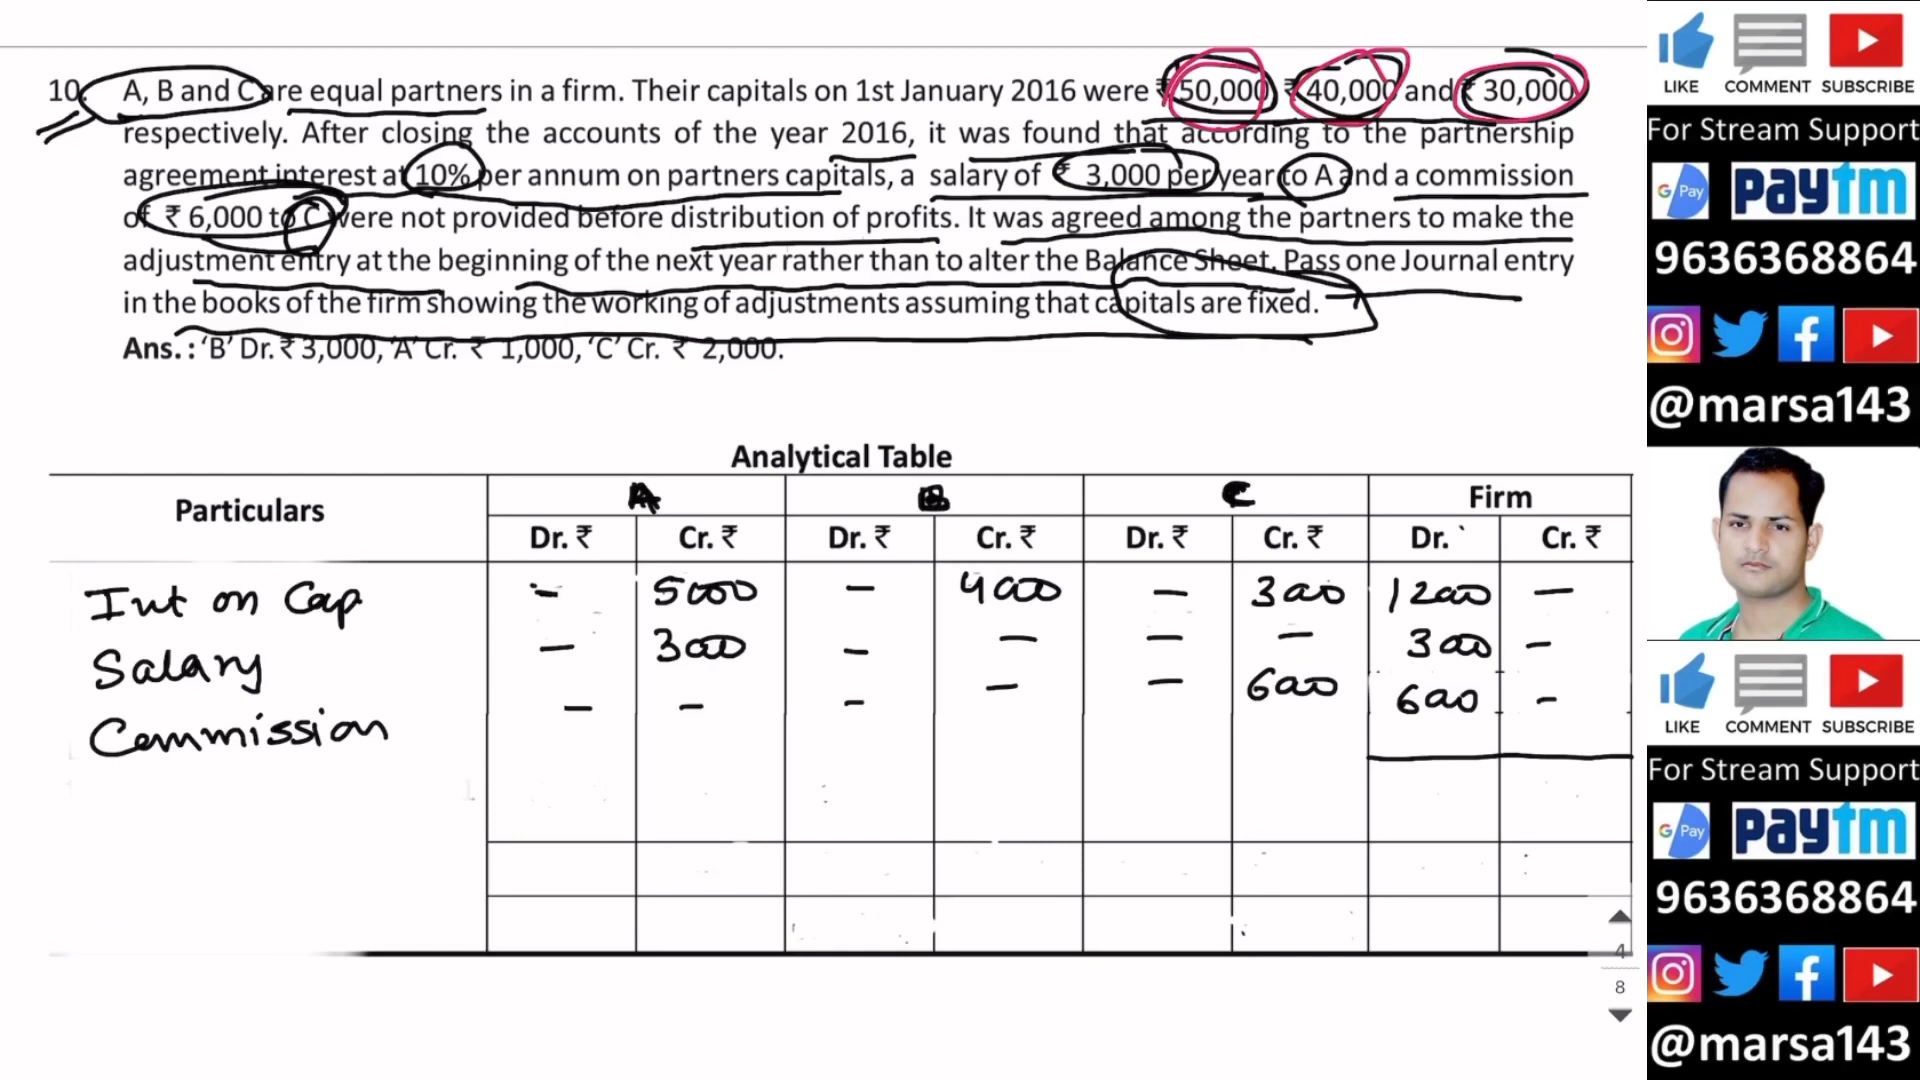 10. A, B and C are equal partners in a firm. Their capitals on 1st January 2016 were ₹ 50,000 ₹ 40,000 and ₹ 30,000
respectively. After closing the accounts of the year 2016, it was found that according to the partnership
agreement interest at 10% per annum on partners capitals, a salary of ₹ 3,000 per year to A and a commission
of ₹ 6,000 to C were not provided before distribution of profits. It was agreed among the partners to make the
adjustment entry at the beginning of the next year rather than to alter the Balance Sheet. Pass one Journal entry
in the books of the firm showing the working of adjustments assuming that capitals are fixed.
Ans. : 'B' Dr. ₹ 3,000, 'A' Cr. ₹ 1,000, 'C' Cr. ₹ 2,000.
Analytical Table
Particulars A B C Firm
Dr. ₹ Cr. ₹ Dr. ₹ Cr. ₹ Dr. ₹ Cr. ₹ Dr. Cr. ₹
Int on Cap - 5000 - 4000 - 3000 12000 -
Salary - 3000 - - - - 3000 -
Commission - - - - - 6000 6000 -
4
8
LIKE COMMENT SUBSCRIBE
For Stream Support
G Pay paytm
9636368864
@marsa143
LIKE COMMENT SUBSCRIBE
For Stream Support
G Pay paytm
9636368864
@marsa143